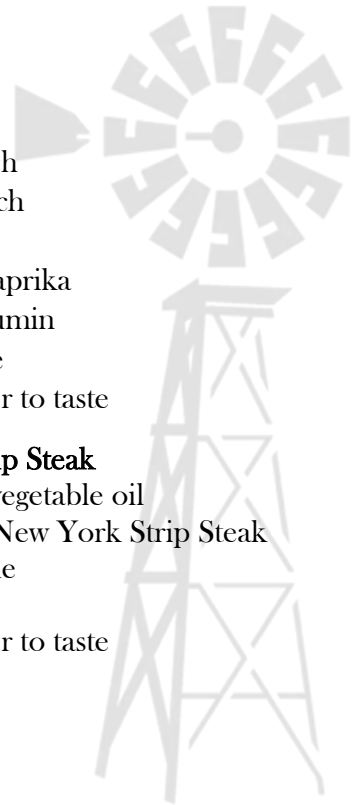 h
ch
aprika
umin
e
r to taste
p Steak
vegetable oil
New York Strip Steak
e
r to taste